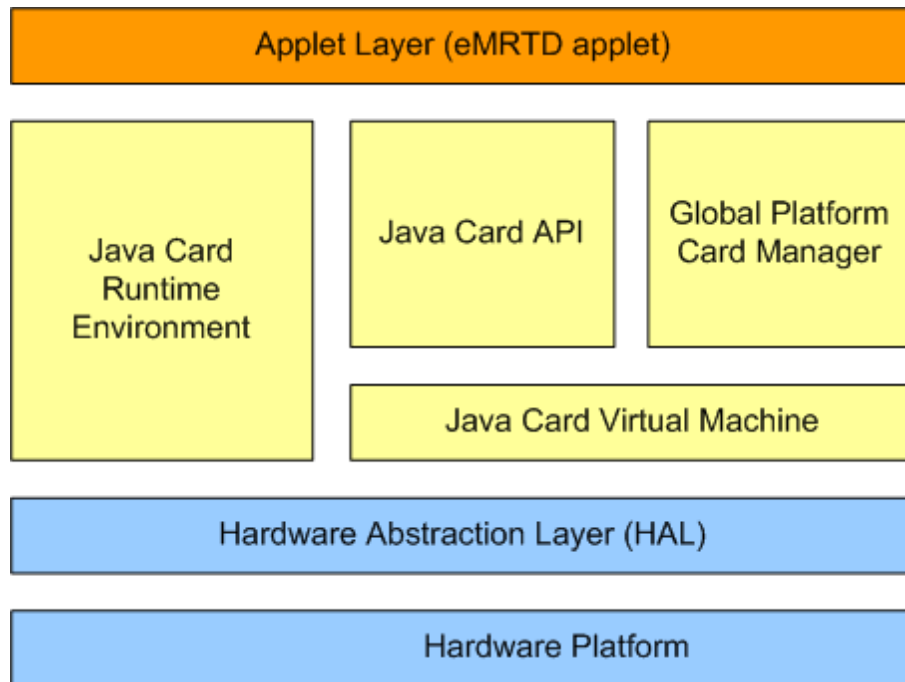 Applet Layer (eMRTD applet)
Java Card
Runtime
Environment
Java Card API
Global Platform
Card Manager
Java Card Virtual Machine
Hardware Abstraction Layer (HAL)
Hardware Platform